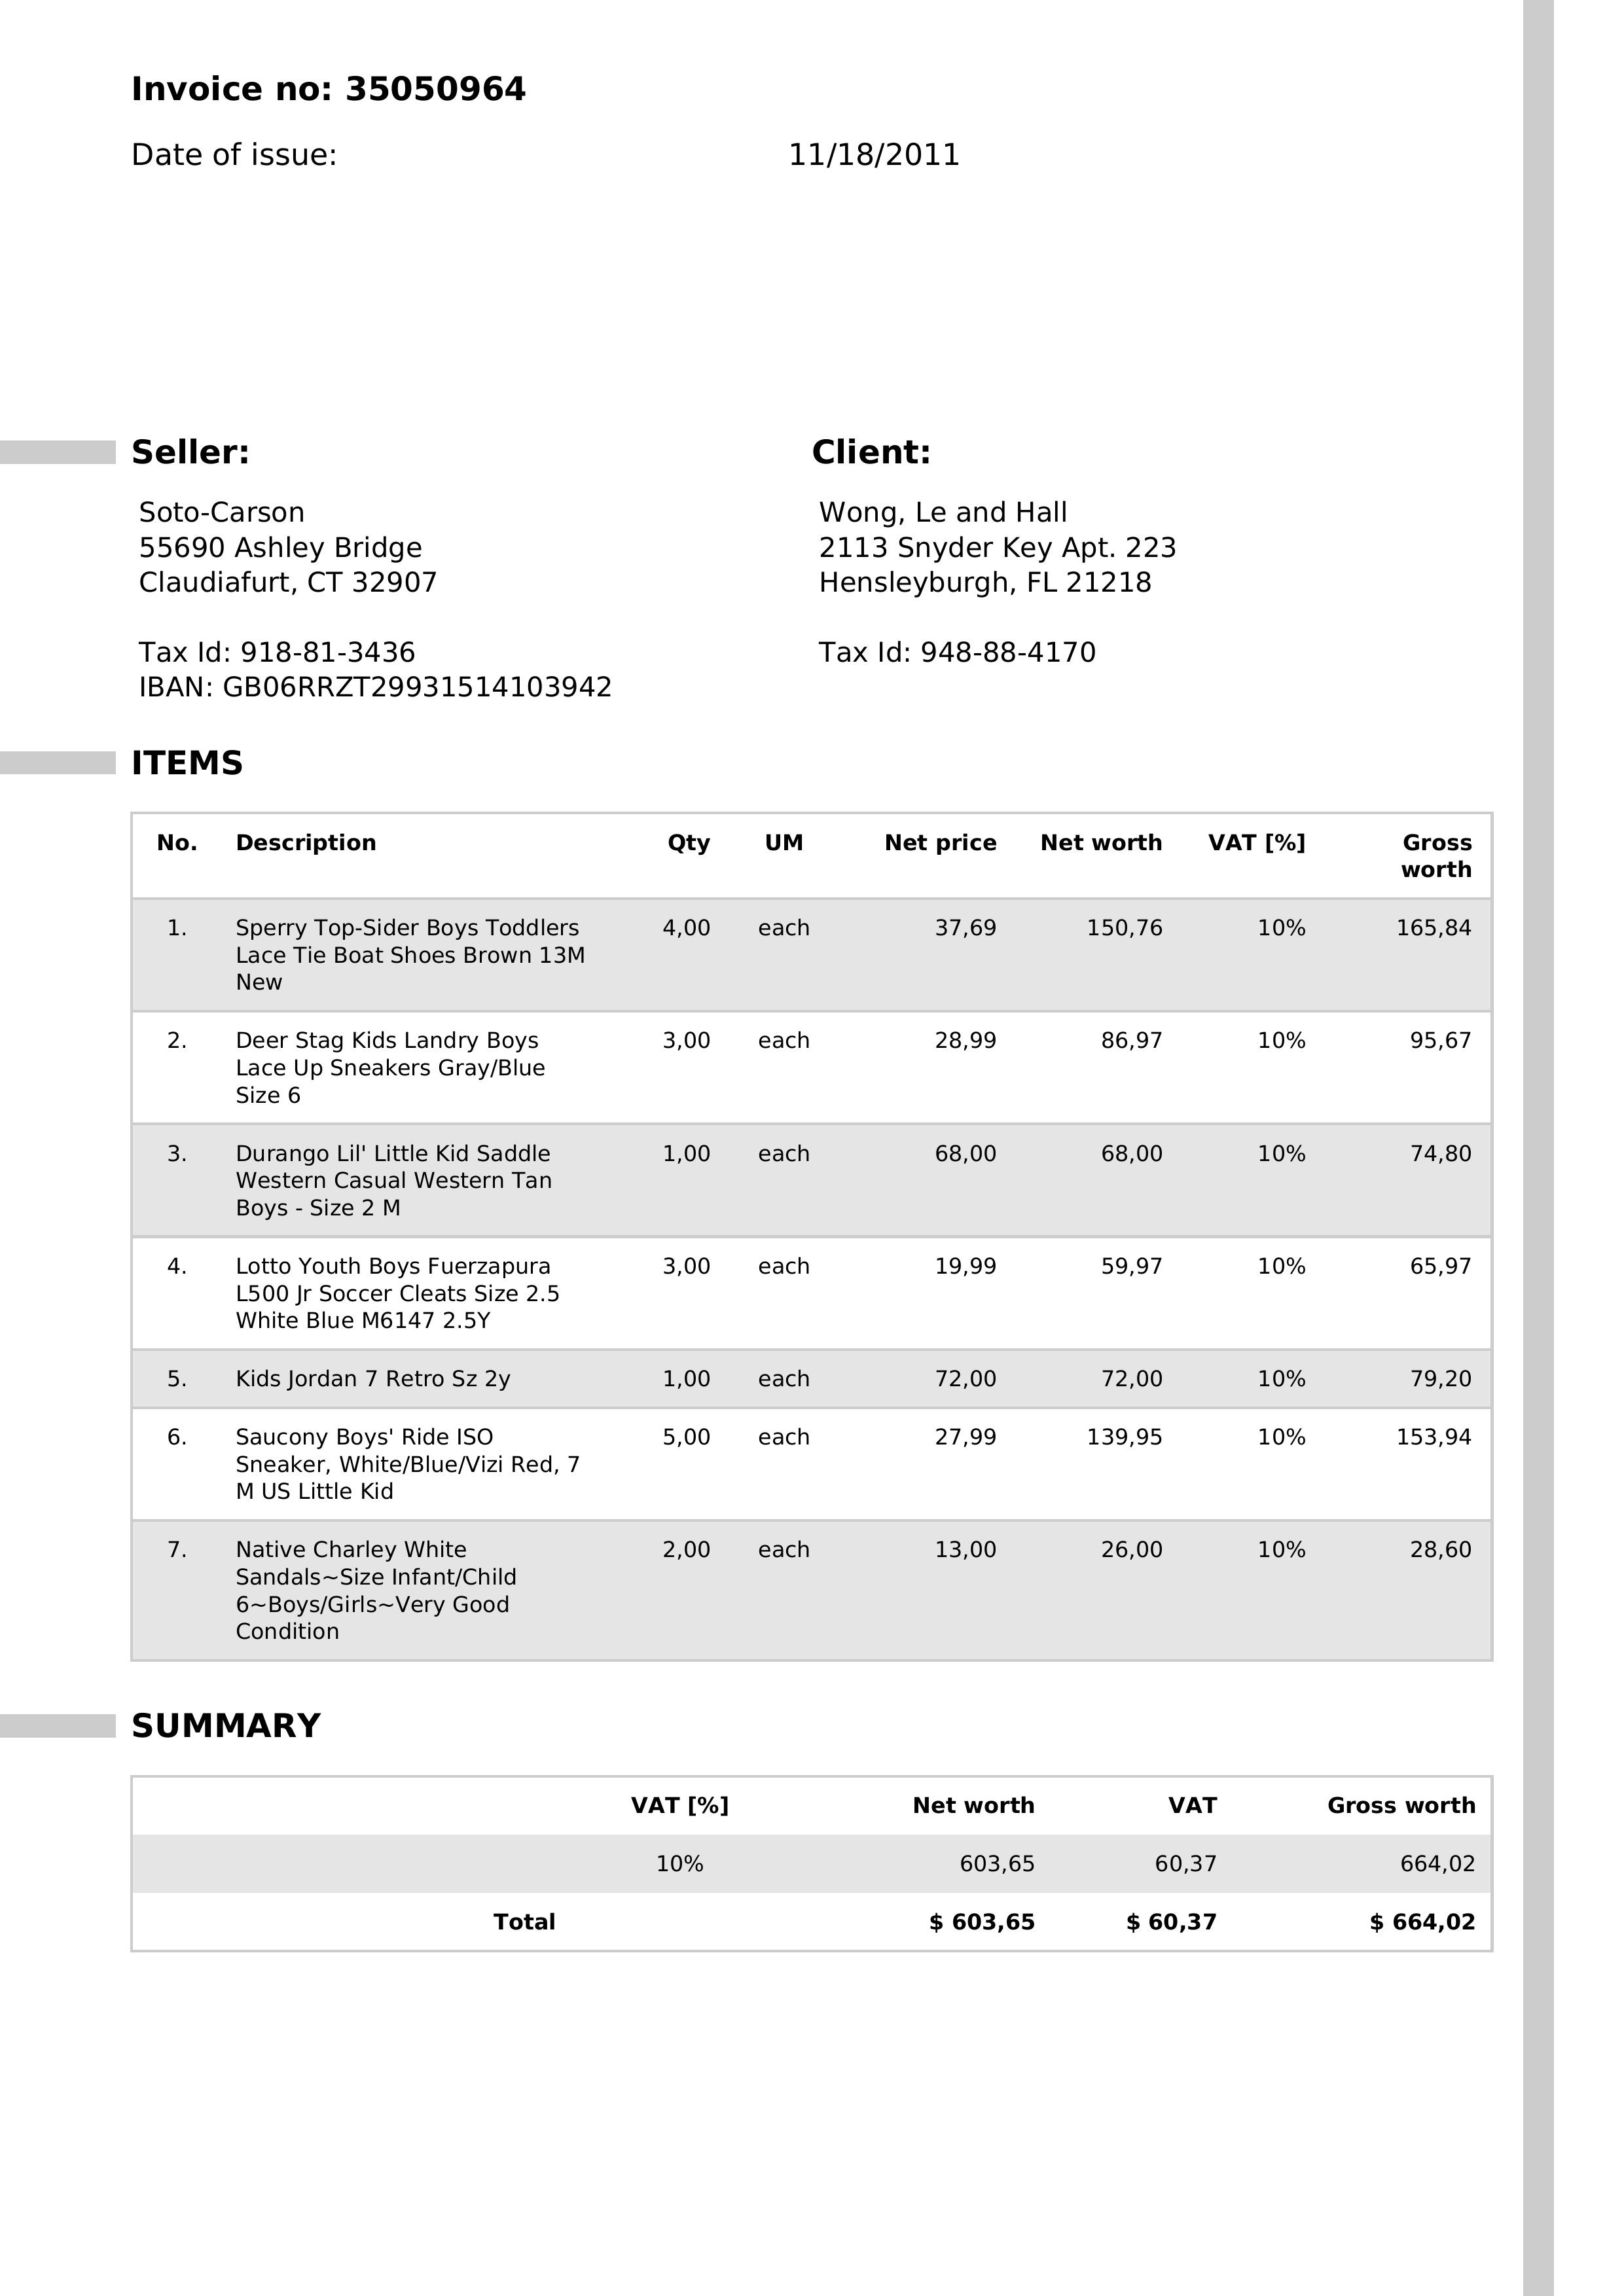 Invoice no: 35050964
Date of issue: 11/18/2011
Seller:
Soto-Carson
55690 Ashley Bridge
Claudiafurt, CT 32907
Tax Id: 918-81-3436
IBAN: GB06RRZT29931514103942
Client:
Wong, Le and Hall
2113 Snyder Key Apt. 223
Hensleyburgh, FL 21218
Tax Id: 948-88-4170
ITEMS
No. Description Qty UM Net price Net worth VAT [%] Gross
worth
1. Sperry Top-Sider Boys Toddlers 4,00 each 37,69 150,76 10% 165,84
Lace Tie Boat Shoes Brown 13M
New
2. Deer Stag Kids Landry Boys 3,00 each 28,99 86,97 10% 95,67
Lace Up Sneakers Gray/Blue
Size 6
3. Durango Lil' Little Kid Saddle 1,00 each 68,00 68,00 10% 74,80
Western Casual Western Tan
Boys - Size 2 M
4. Lotto Youth Boys Fuerzapura 3,00 each 19,99 59,97 10% 65,97
L500 Jr Soccer Cleats Size 2.5
White Blue M6147 2.5Y
5. Kids Jordan 7 Retro Sz 2y 1,00 each 72,00 72,00 10% 79,20
6. Saucony Boys' Ride ISO 5,00 each 27,99 139,95 10% 153,94
Sneaker, White/Blue/Vizi Red, 7
M US Little Kid
7. Native Charley White 2,00 each 13,00 26,00 10% 28,60
Sandals~Size Infant/Child
6~Boys/Girls~Very Good
Condition
SUMMARY
VAT [%] Net worth VAT Gross worth
10% 603,65 60,37 664,02
Total $ 603,65 $ 60,37 $ 664,02